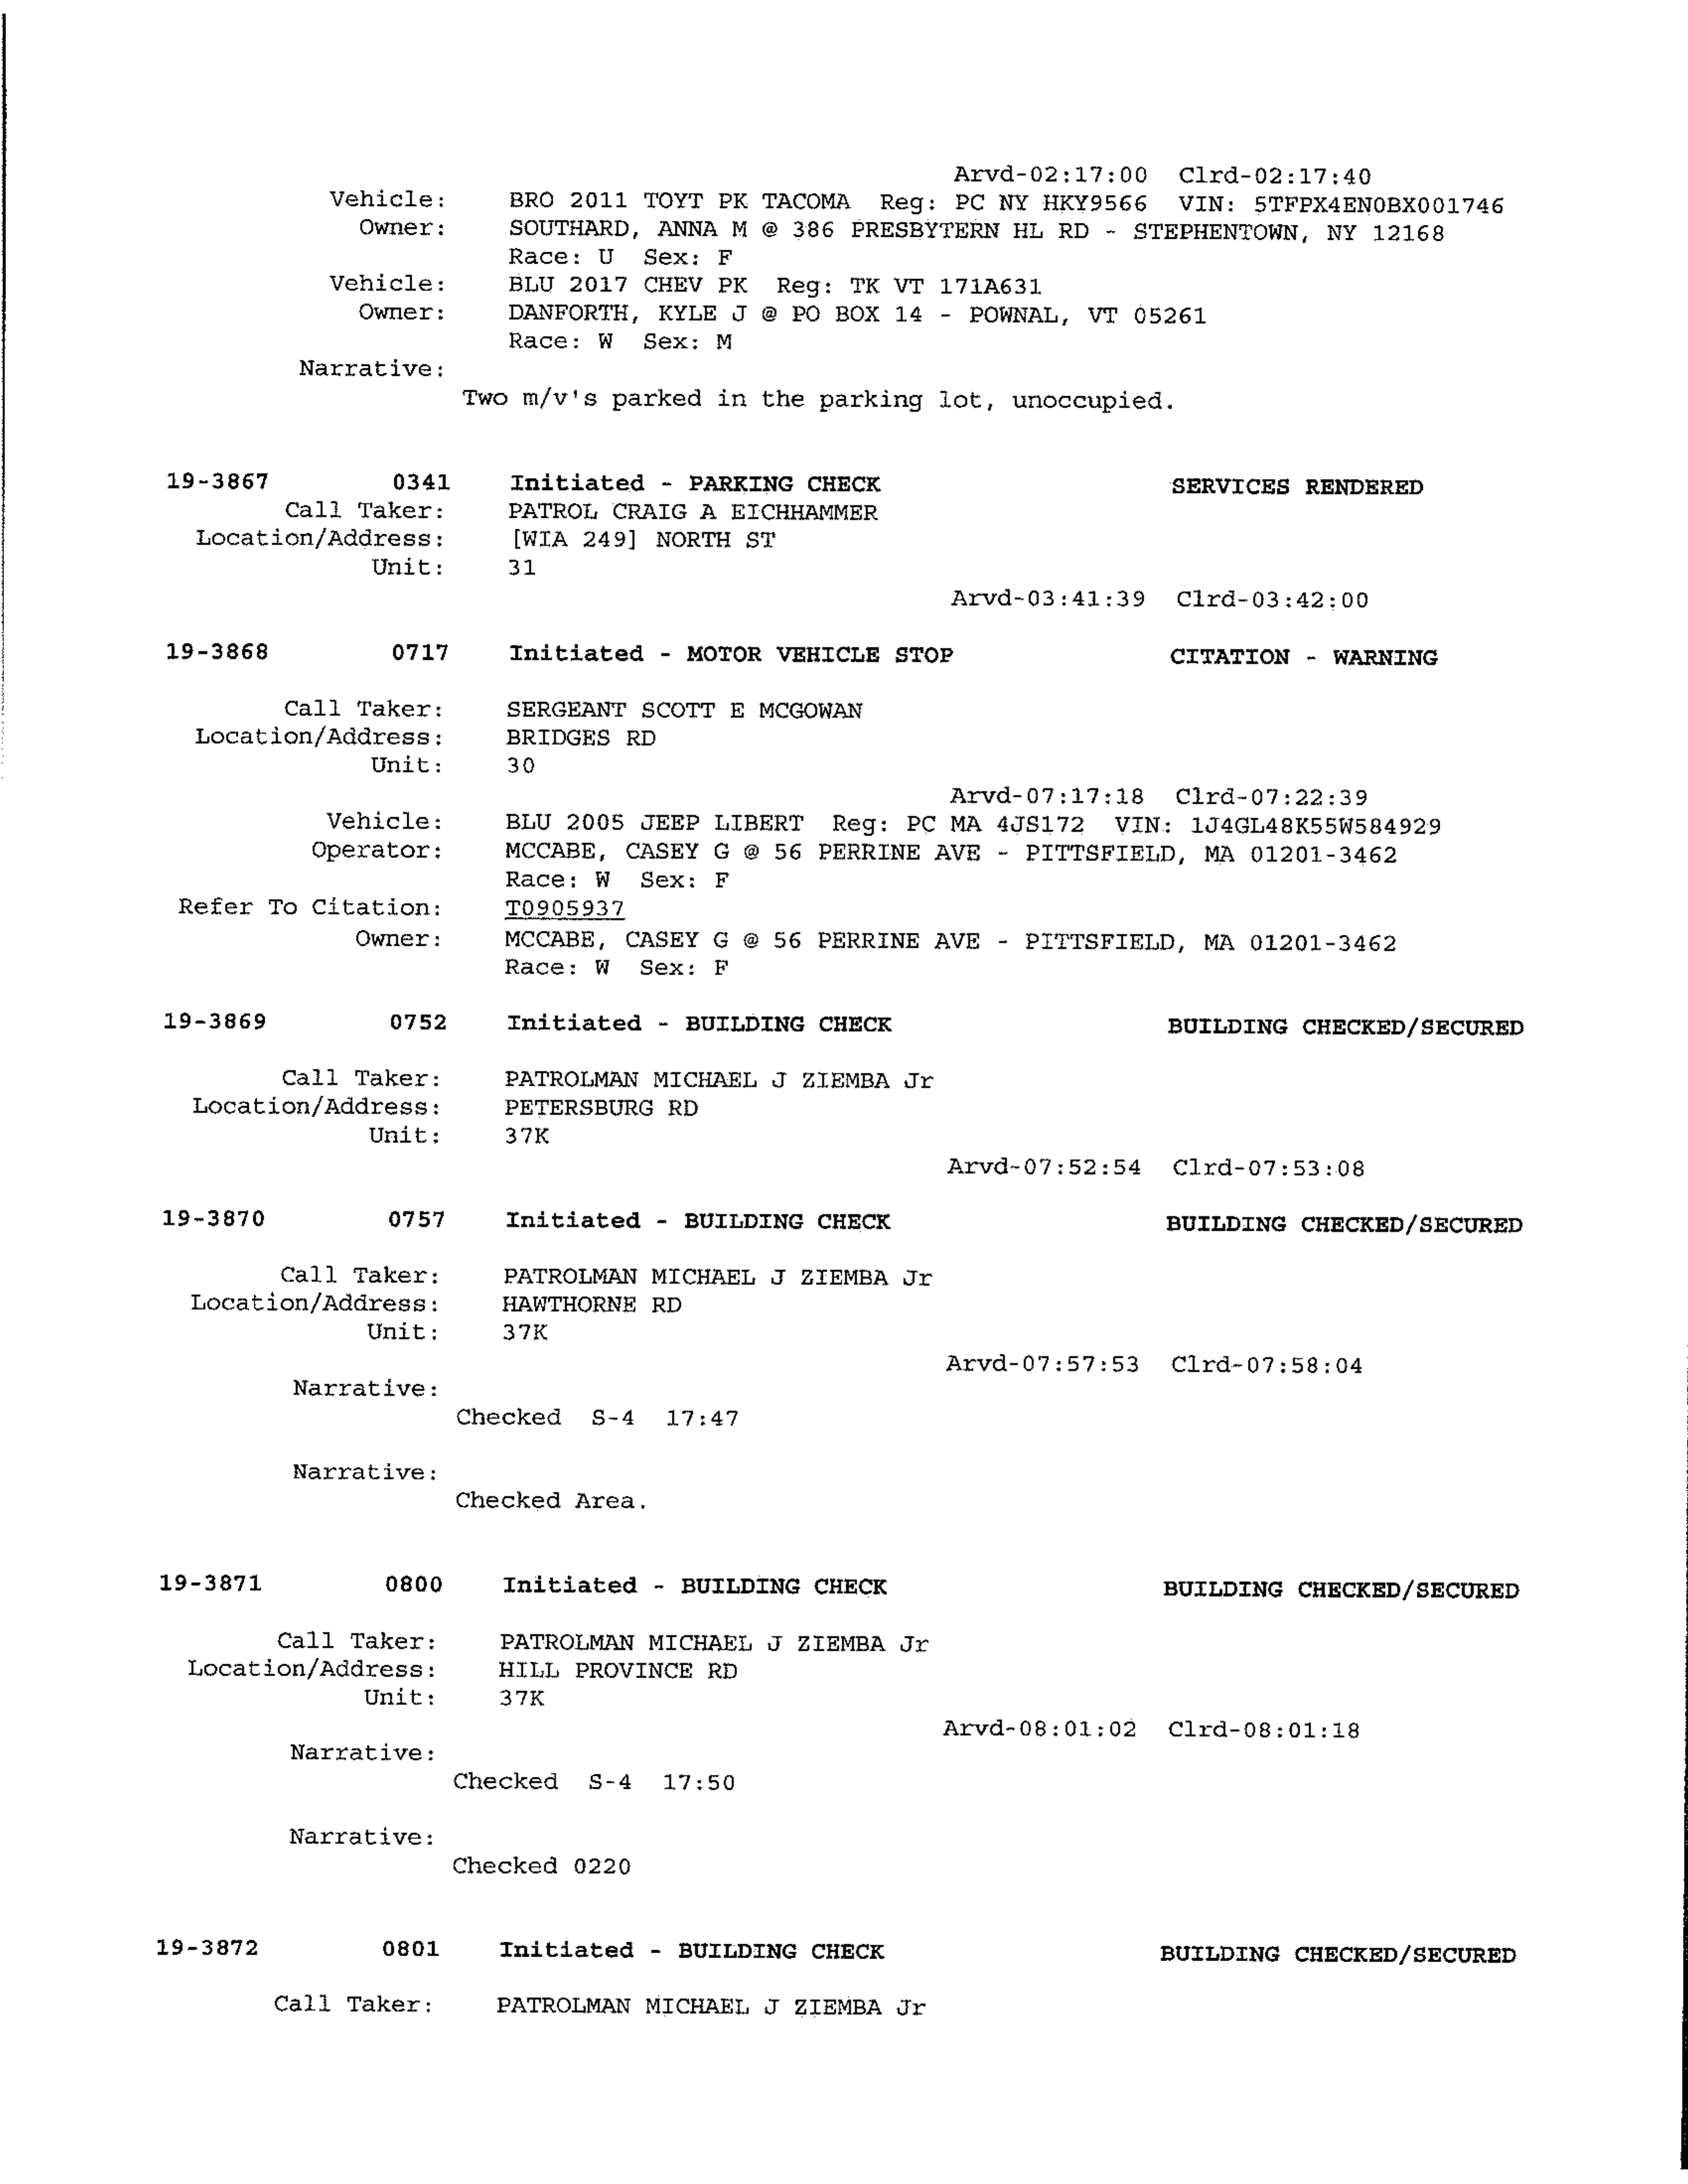 Arvd-02:17:00 Clrd-02:17:40
Vehicle: BRO 2011 TOYT PK TACOMA Reg: PC NY HKY9566 VIN: 5TFPX4EN0BX001746
Owner: SOUTHARD, ANNA M @ 386 PRESBYTERN HL RD - STEPHENTOWN, NY 12168
Race: U Sex: F
Vehicle: BLU 2017 CHEV PK Reg: TK VT 171A631
Owner: DANFORTH, KYLE J @ PO BOX 14 - POWNAL, VT 05261
Race: W Sex: M
Narrative:
Two m/v's parked in the parking lot, unoccupied.
19-3867 0341 Initiated - PARKING CHECK SERVICES RENDERED
Call Taker: PATROL CRAIG A EICHHAMMER
Location/Address: [WIA 249] NORTH ST
Unit: 31
Arvd-03:41:39 Clrd-03:42:00
19-3868 0717 Initiated - MOTOR VEHICLE STOP CITATION - WARNING
Call Taker: SERGEANT SCOTT E MCGOWAN
Location/Address: BRIDGES RD
Unit: 30
Arvd-07:17:18 Clrd-07:22:39
Vehicle: BLU 2005 JEEP LIBERT Reg: PC MA 4JS172 VIN: 1J4GL48K55W584929
Operator: MCCABE, CASEY G @ 56 PERRINE AVE - PITTSFIELD, MA 01201-3462
Race: W Sex: F
Refer To Citation: T0905937
Owner: MCCABE, CASEY G @ 56 PERRINE AVE - PITTSFIELD, MA 01201-3462
Race: W Sex: F
19-3869 0752 Initiated - BUILDING CHECK BUILDING CHECKED/SECURED
Call Taker: PATROLMAN MICHAEL J ZIEMBA Jr
Location/Address: PETERSBURG RD
Unit: 37K
Arvd-07:52:54 Clrd-07:53:08
19-3870 0757 Initiated - BUILDING CHECK BUILDING CHECKED/SECURED
Call Taker: PATROLMAN MICHAEL J ZIEMBA Jr
Location/Address: HAWTHORNE RD
Unit: 37K
Arvd-07:57:53 Clrd-07:58:04
Narrative:
Checked S-4 17:47
Narrative:
Checked Area.
19-3871 0800 Initiated - BUILDING CHECK BUILDING CHECKED/SECURED
Call Taker: PATROLMAN MICHAEL J ZIEMBA Jr
Location/Address: HILL PROVINCE RD
Unit: 37K
Arvd-08:01:02 Clrd-08:01:18
Narrative:
Checked S-4 17:50
Narrative:
Checked 0220
19-3872 0801 Initiated - BUILDING CHECK BUILDING CHECKED/SECURED
Call Taker: PATROLMAN MICHAEL J ZIEMBA Jr